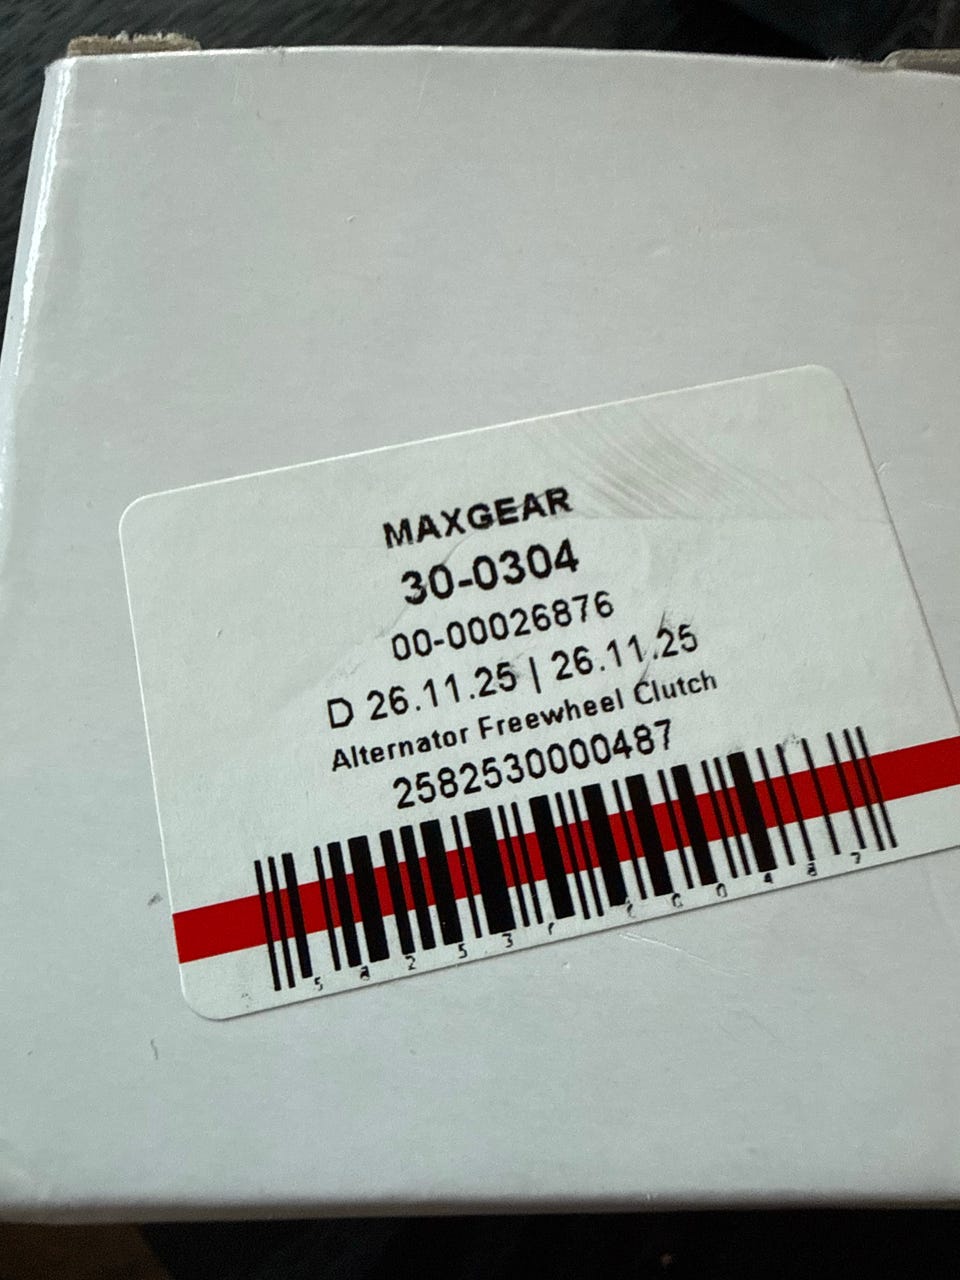 MAXGEAR
30-0304
00-00026876
D 26.11.25 | 26.11.25
Alternator Freewheel Clutch
2582530000487